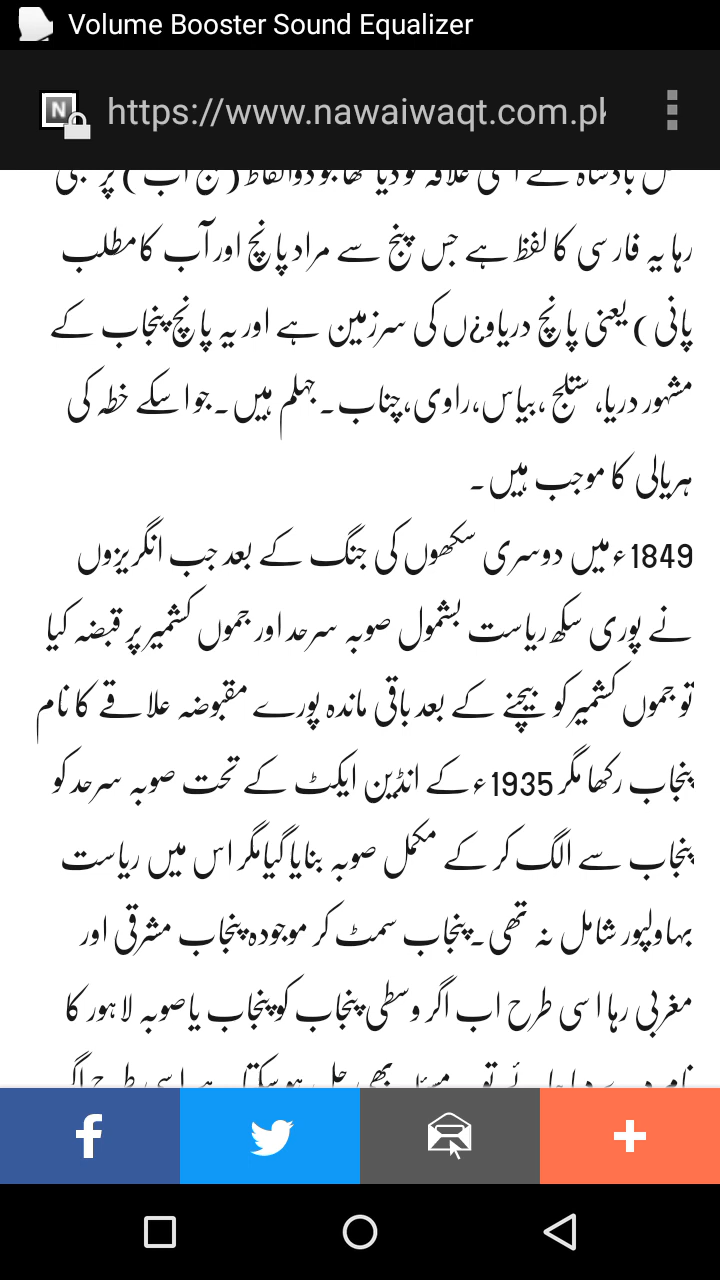 Volume Booster Sound Equalizer
https://www.nawaiwaqt.com.pk
رہا یہ فارسی کا لفظ ہے جس پنج سے مراد پانچ اور آب کا مطلب
پانی) یعنی پانچ دریاوں¿ کی سرزمین ہے اور یہ پانچ پنجاب کے
مشہور دریا، ستلج ،بیاس،راوی، چناب۔ جہلم ہیں۔ جو اسکے خطہ کی
ہریالی کا موجب ہیں۔
1849ء میں دوسری سکھوں کی جنگ کے بعد جب انگریزوں
نے پوری سکھ ریاست بشمول صوبہ سرحد اور جموں کشمیر پر قبضہ کیا
تو جموں کشمیر کو بیچنے کے بعد باقی ماندہ پورے مقبوضہ علاقے کا نام
پنجاب رکھا مگر 1935ء کے انڈین ایکٹ کے تحت صوبہ سرحد کو
پنجاب سے الگ کر کے مکمل صوبہ بنایا گیا مگر اس میں ریاست
بہاولپور شامل نہ تھی۔ پنجاب سمٹ کر موجودہ پنجاب مشرقی اور
مغربی رہا اسی طرح اب اگر وسطی پنجاب کو پنجاب یا صوبہ لاہور کا